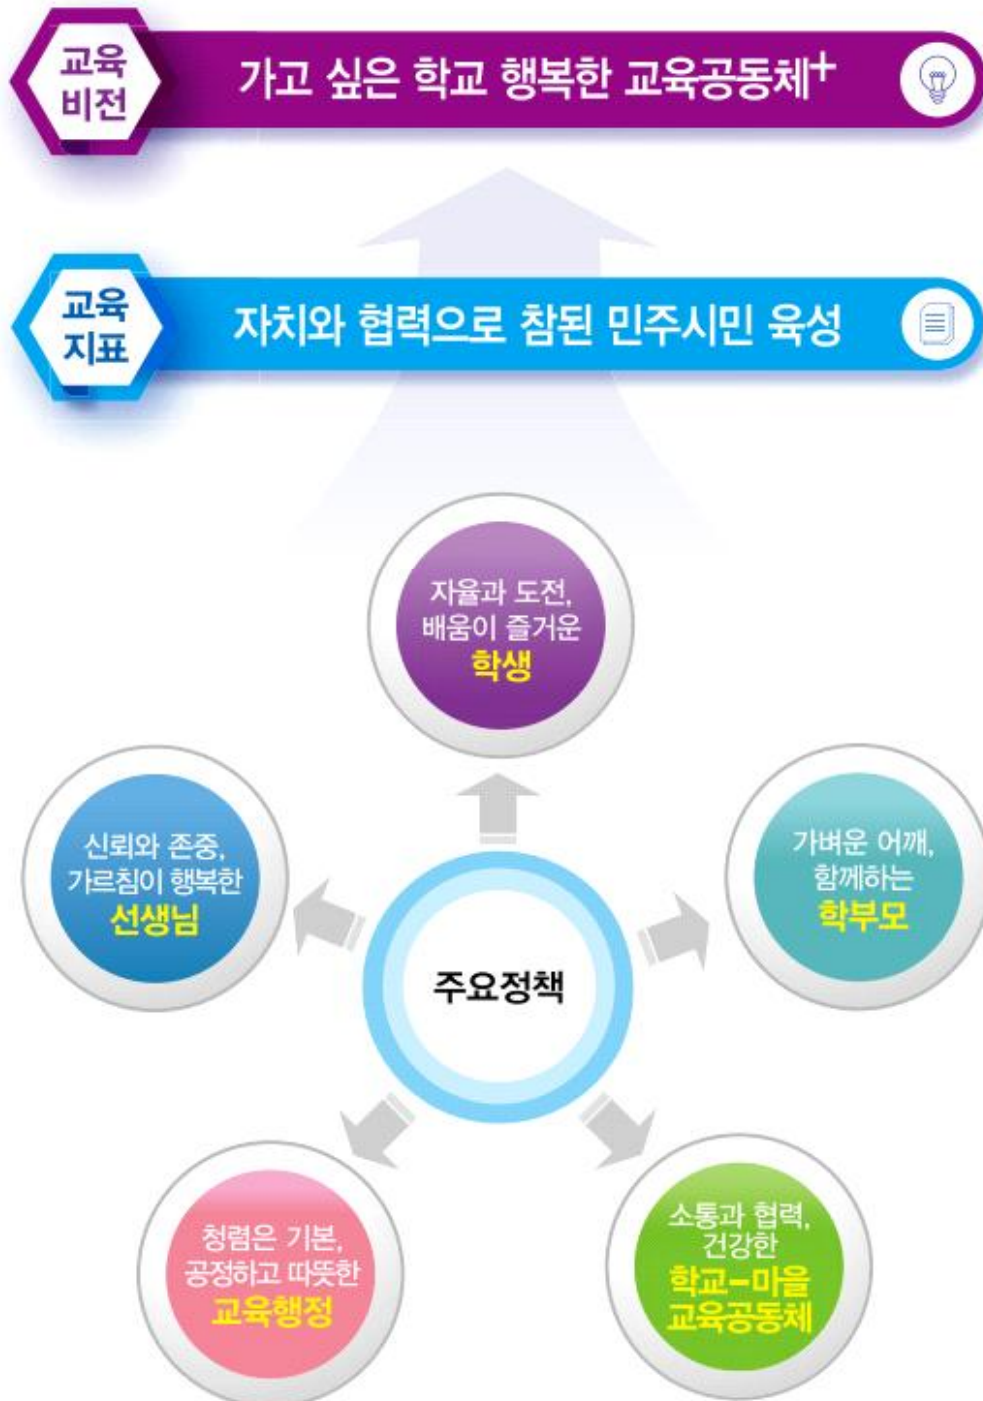 교육
비전
가고 싶은 학교 행복한 교육공동체+
교육
지표
자치와 협력으로 참된 민주시민 육성
자율과 도전,
배움이 즐거운
학생
신뢰와 존중,
가르침이 행복한
선생님
가벼운 어깨,
함께하는
학부모
주요정책
청렴은 기본,
공정하고 따뜻한
교육행정
소통과 협력,
건강한
학교-마을
교육공동체